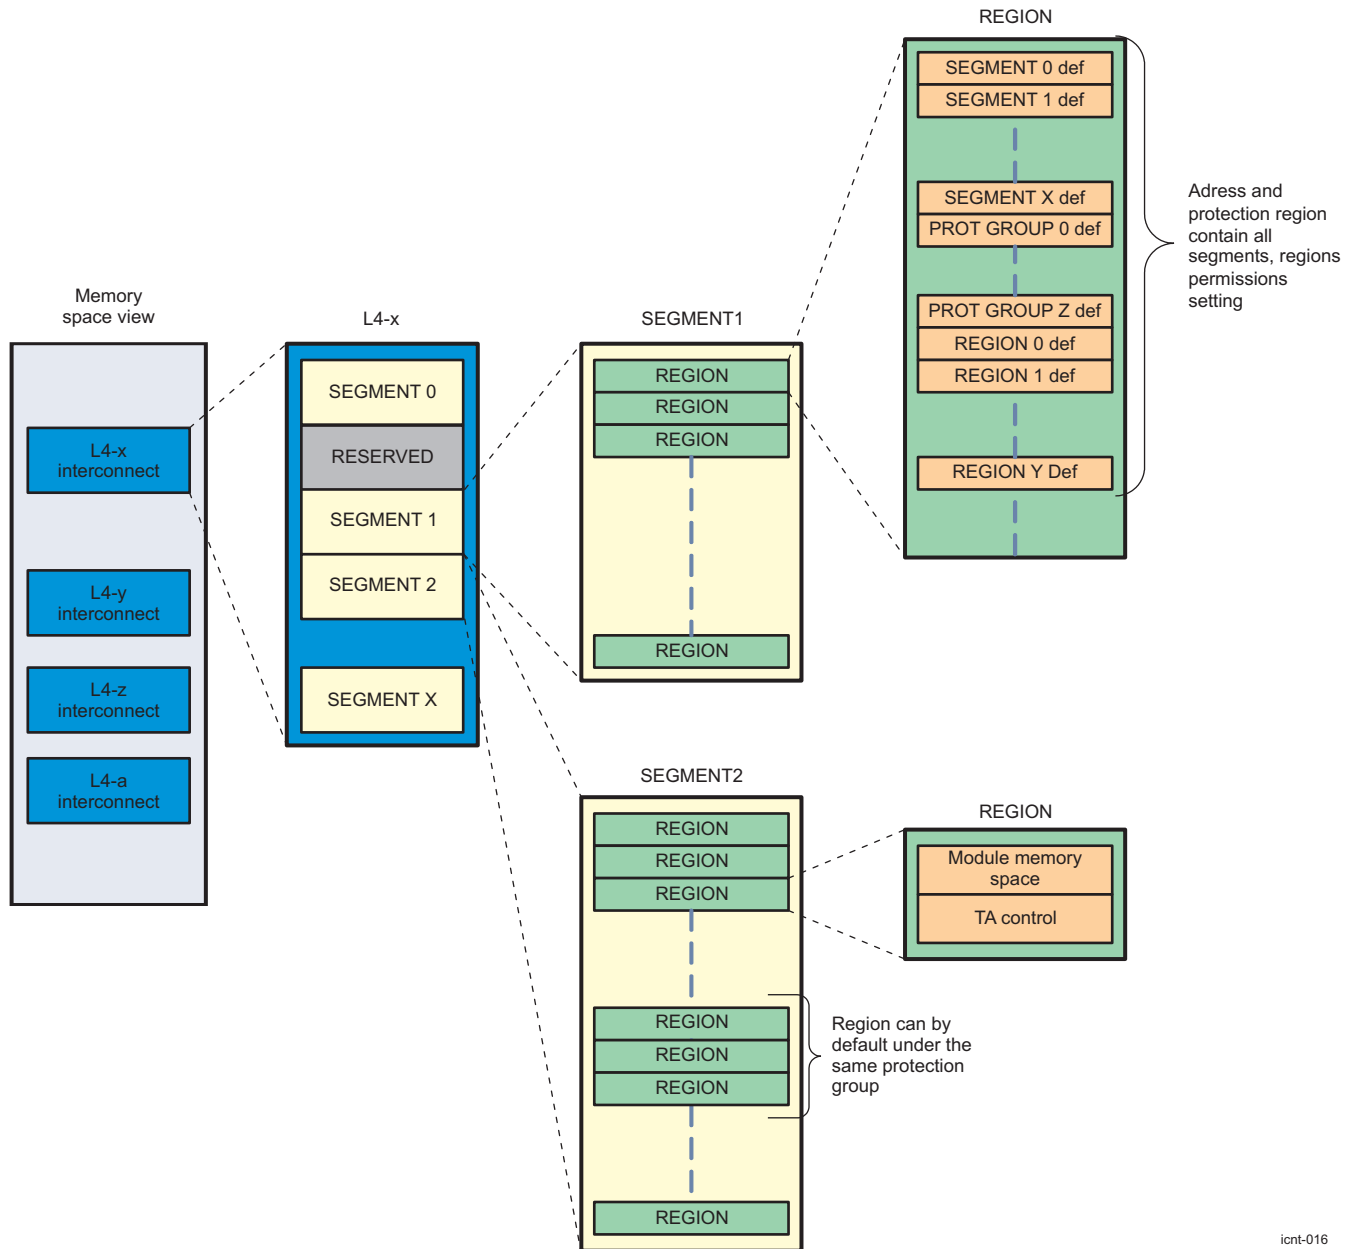 Memory
space view
L4-x
interconnect
L4-y
interconnect
L4-z
interconnect
L4-a
interconnect
L4-x
SEGMENT 0
RESERVED
SEGMENT 1
SEGMENT 2
SEGMENT X
SEGMENT1
REGION
REGION
REGION
REGION
REGION
SEGMENT 0 def
SEGMENT 1 def
SEGMENT X def
PROT GROUP 0 def
PROT GROUP Z def
REGION 0 def
REGION 1 def
REGION Y Def
Adress and
protection region
contain all
segments, regions
permissions
setting
SEGMENT2
REGION
REGION
REGION
REGION
REGION
REGION
REGION
Region can by
default under the
same protection
group
REGION
Module memory
space
TA control
icnt-016